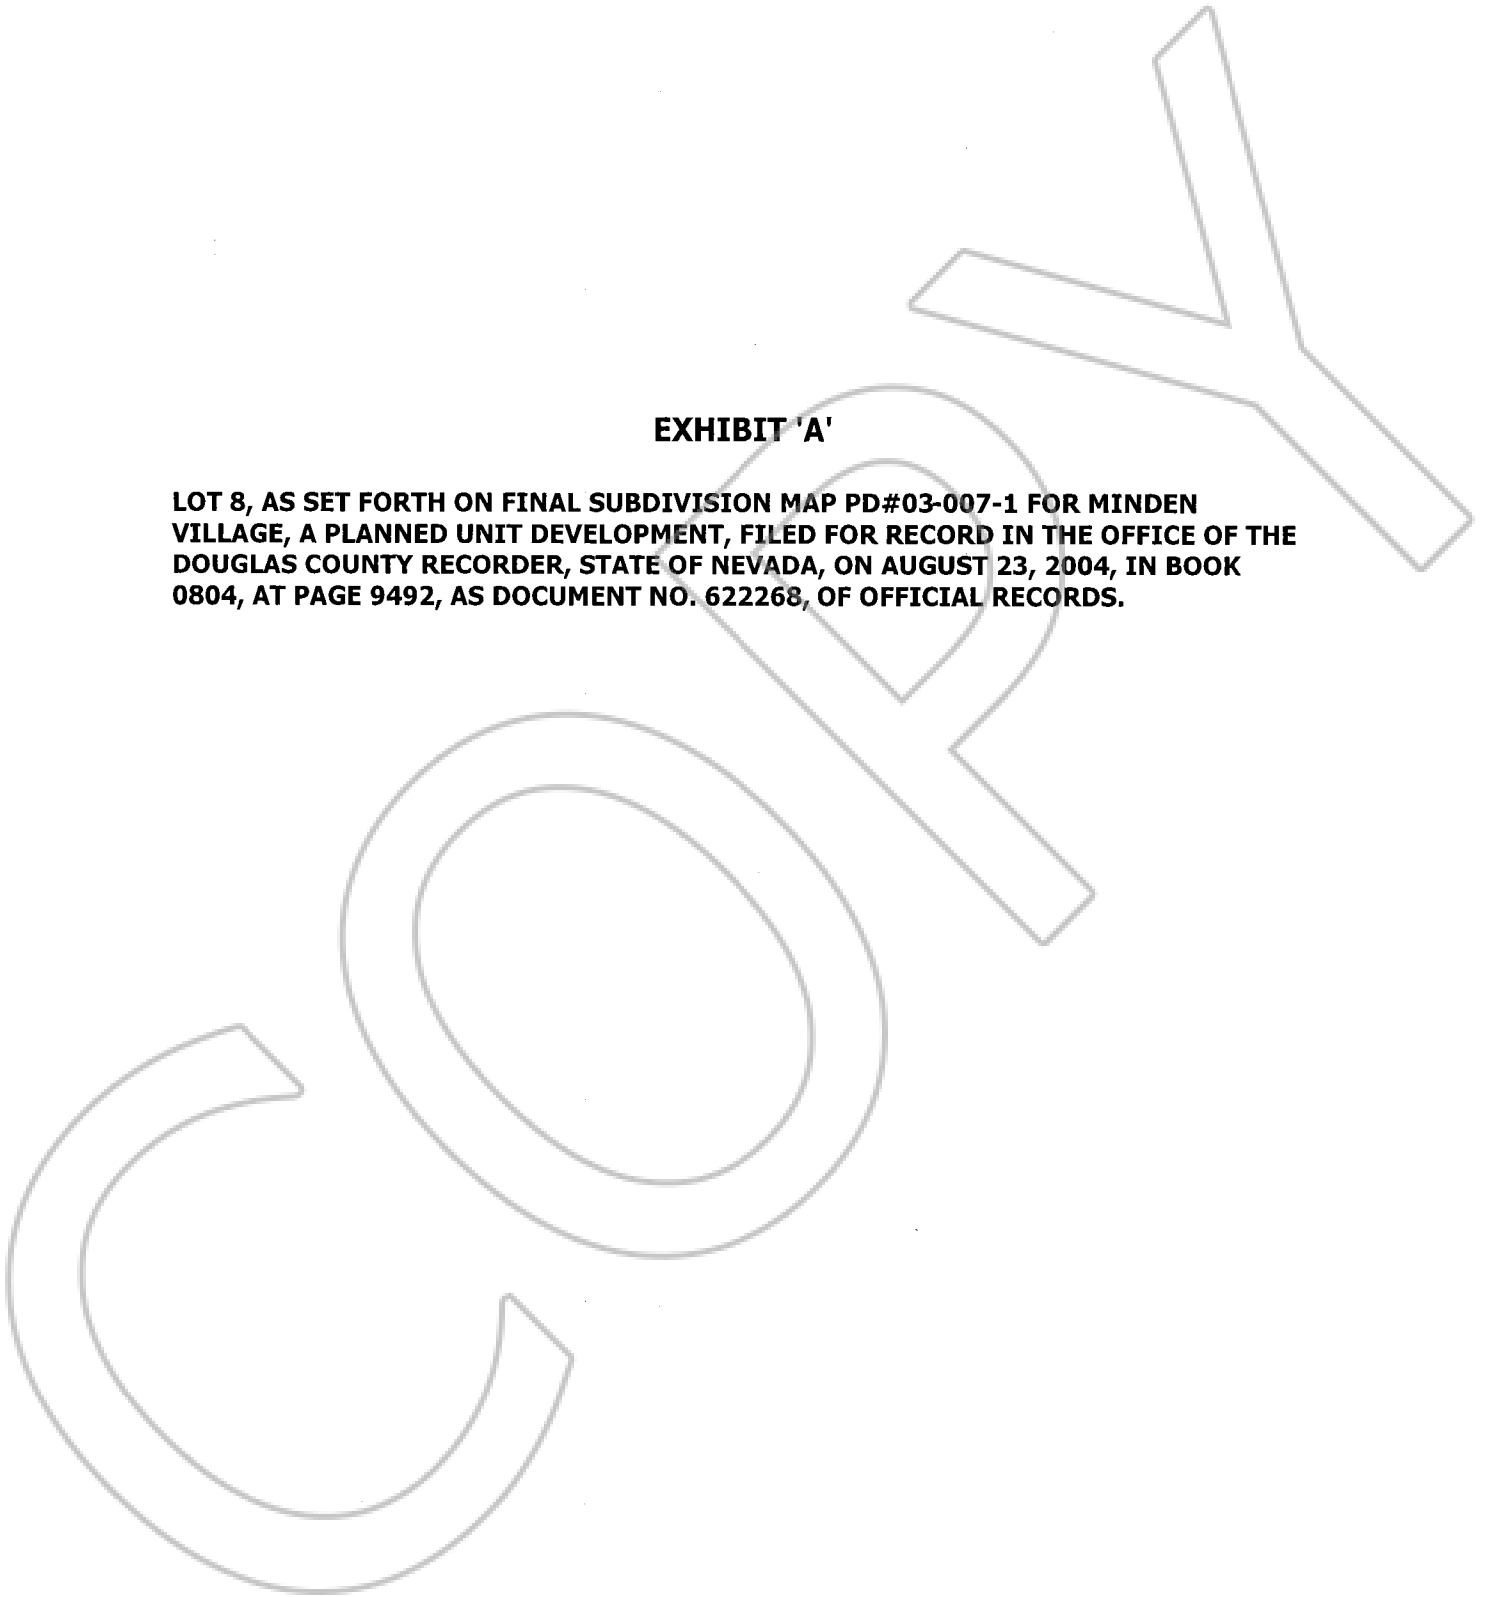 EXHIBIT 'A'
LOT 8, AS SET FORTH ON FINAL SUBDIVISION MAP PD#03-007-1 FOR MINDEN
VILLAGE, A PLANNED UNIT DEVELOPMENT, FILED FOR RECORD IN THE OFFICE OF THE
DOUGLAS COUNTY RECORDER, STATE OF NEVADA, ON AUGUST 23, 2004, IN BOOK
0804, AT PAGE 9492, AS DOCUMENT NO. 622268, OF OFFICIAL RECORDS.
COPY